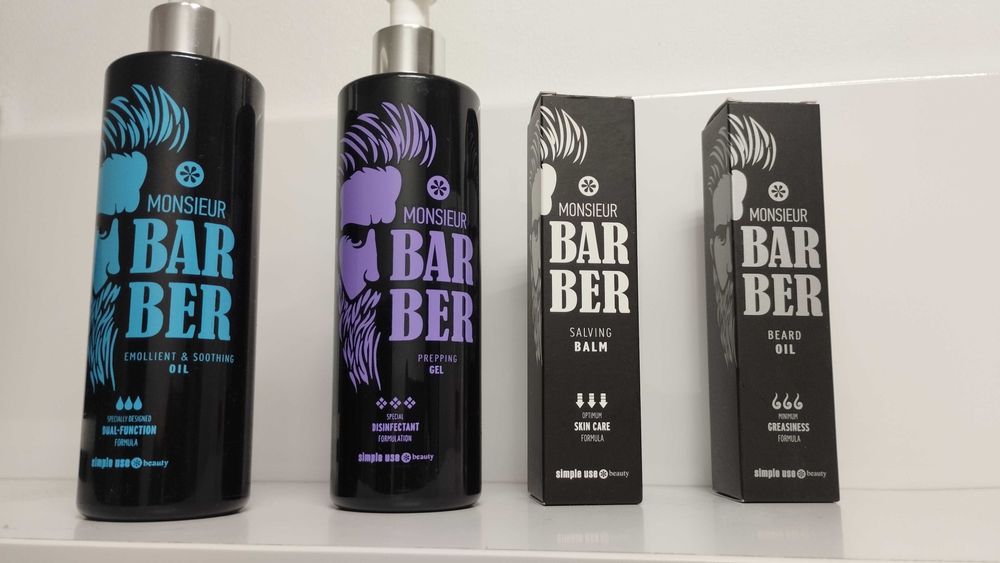 MONSIEUR
BAR
BER
EMOLLIENT & SOOTHING
OIL
SPECIALLY DESIGNED
DUAL-FUNCTION
FORMULA
simple use beauty
MONSIEUR
BAR
BER
PREPPING
GEL
SPECIAL
DISINFECTANT
FORMULATION
simple use beauty
MONSIEUR
BAR
BER
SALVING
BALM
OPTIMUM
SKIN CARE
FORMULA
simple use beauty
MONSIEUR
BAR
BER
BEARD
OIL
MINIMUM
GREASINESS
FORMULA
simple use beauty